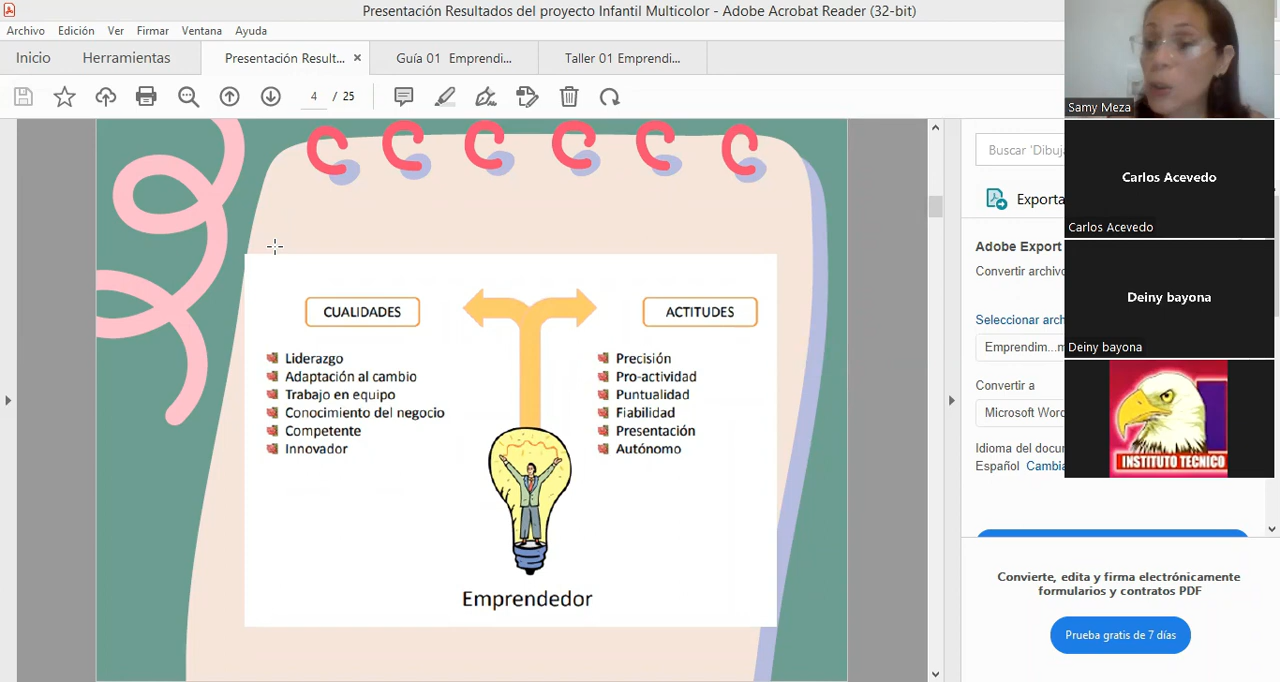 Presentación Resultados del proyecto Infantil Multicolor - Adobe Acrobat Reader (32-bit)
Archivo Edición Ver Firmar Ventana Ayuda
Inicio Herramientas Presentación Result... × Guía 01 Emprendi... Taller 01 Emprendi...
4 / 25
CUALIDADES
Liderazgo
Adaptación al cambio
Trabajo en equipo
Conocimiento del negocio
Competente
Innovador
ACTITUDES
Precisión
Pro-actividad
Puntualidad
Fiabilidad
Presentación
Autónomo
Emprendedor
Buscar 'Dibuj
Exporta
Adobe Export
Convertir archivo
Seleccionar arch
Emprendim...m
Convertir a
Microsoft Word
Idioma del docum
Español Cambia
Convierte, edita y firma electrónicamente
formularios y contratos PDF
Prueba gratis de 7 días
Samy Meza
Carlos Acevedo
Carlos Acevedo
Deiny bayona
Deiny bayona
INSTITUTO TECNICO